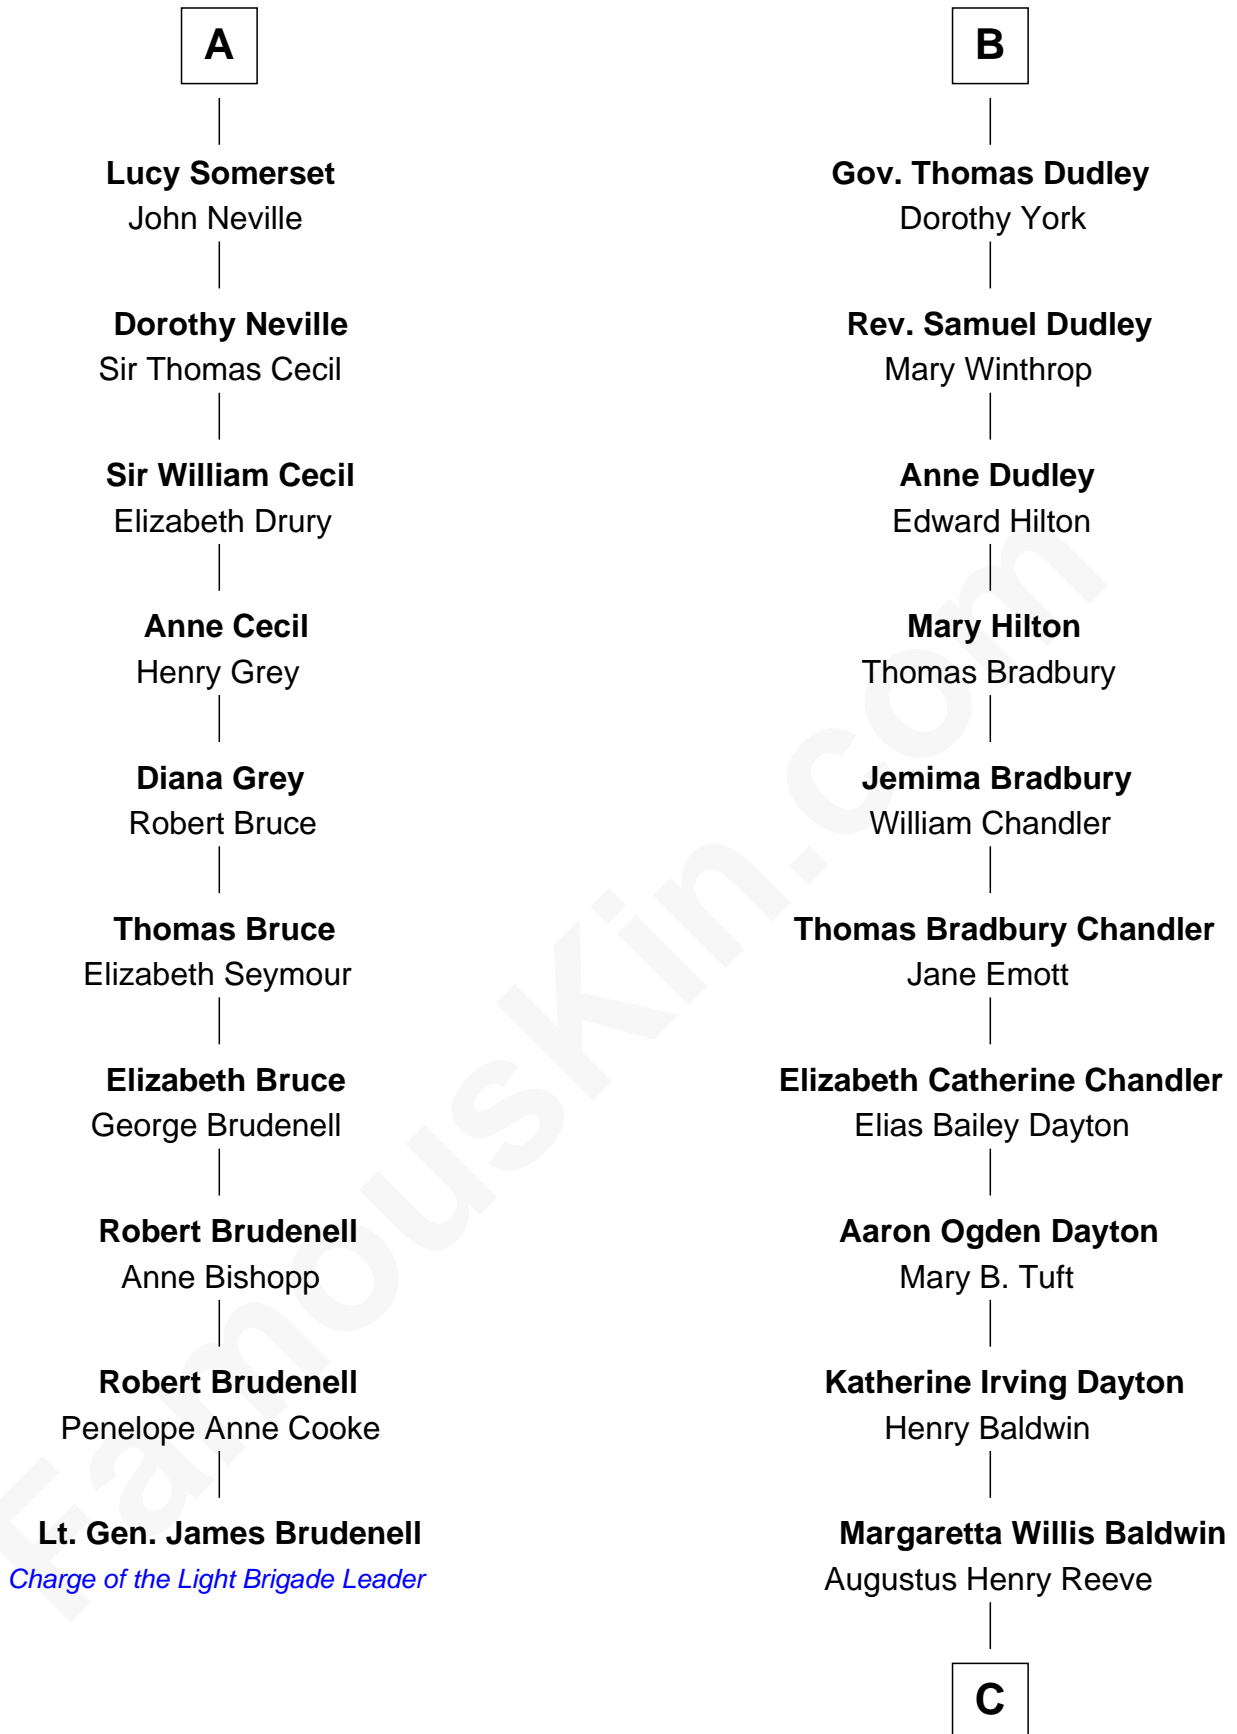 A
Lucy Somerset
John Neville
Dorothy Neville
Sir Thomas Cecil
Sir William Cecil
Elizabeth Drury
Anne Cecil
Henry Grey
Diana Grey
Robert Bruce
Thomas Bruce
Elizabeth Seymour
Elizabeth Bruce
George Brudenell
Robert Brudenell
Anne Bishopp
Robert Brudenell
Penelope Anne Cooke
Lt. Gen. James Brudenell
Charge of the Light Brigade Leader
B
Gov. Thomas Dudley
Dorothy York
Rev. Samuel Dudley
Mary Winthrop
Anne Dudley
Edward Hilton
Mary Hilton
Thomas Bradbury
Jemima Bradbury
William Chandler
Thomas Bradbury Chandler
Jane Emott
Elizabeth Catherine Chandler
Elias Bailey Dayton
Aaron Ogden Dayton
Mary B. Tuft
Katherine Irving Dayton
Henry Baldwin
Margaretta Willis Baldwin
Augustus Henry Reeve
C
FamousKin.com